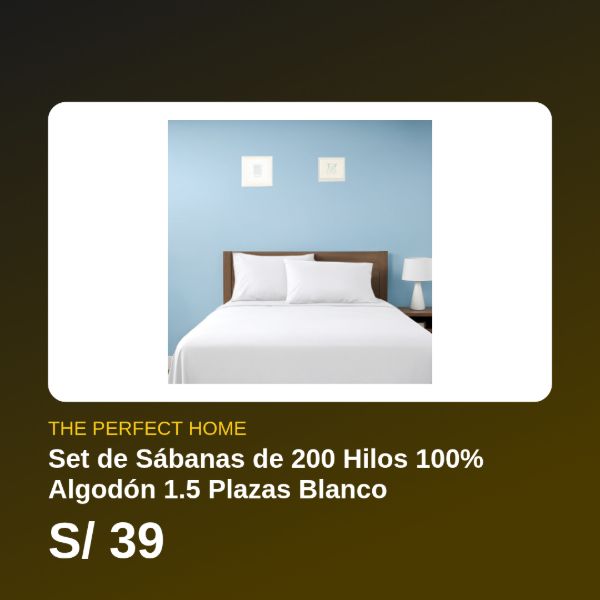 THE PERFECT HOME
Set de Sábanas de 200 Hilos 100%
Algodón 1.5 Plazas Blanco
S/ 39